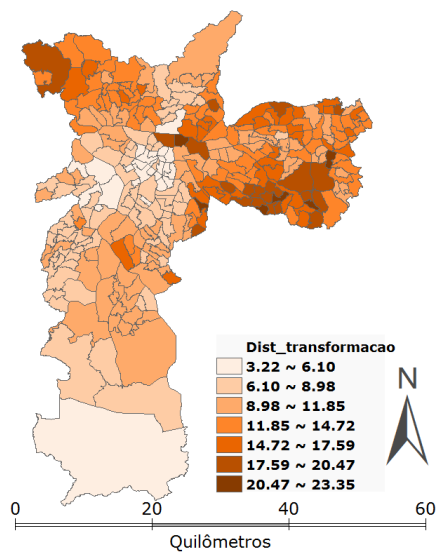 Dist_transformacao
3.22 ~ 6.10
6.10 ~ 8.98
8.98 ~ 11.85
11.85 ~ 14.72
14.72 ~ 17.59
17.59 ~ 20.47
20.47 ~ 23.35
N
0 20 40 60
Quilômetros